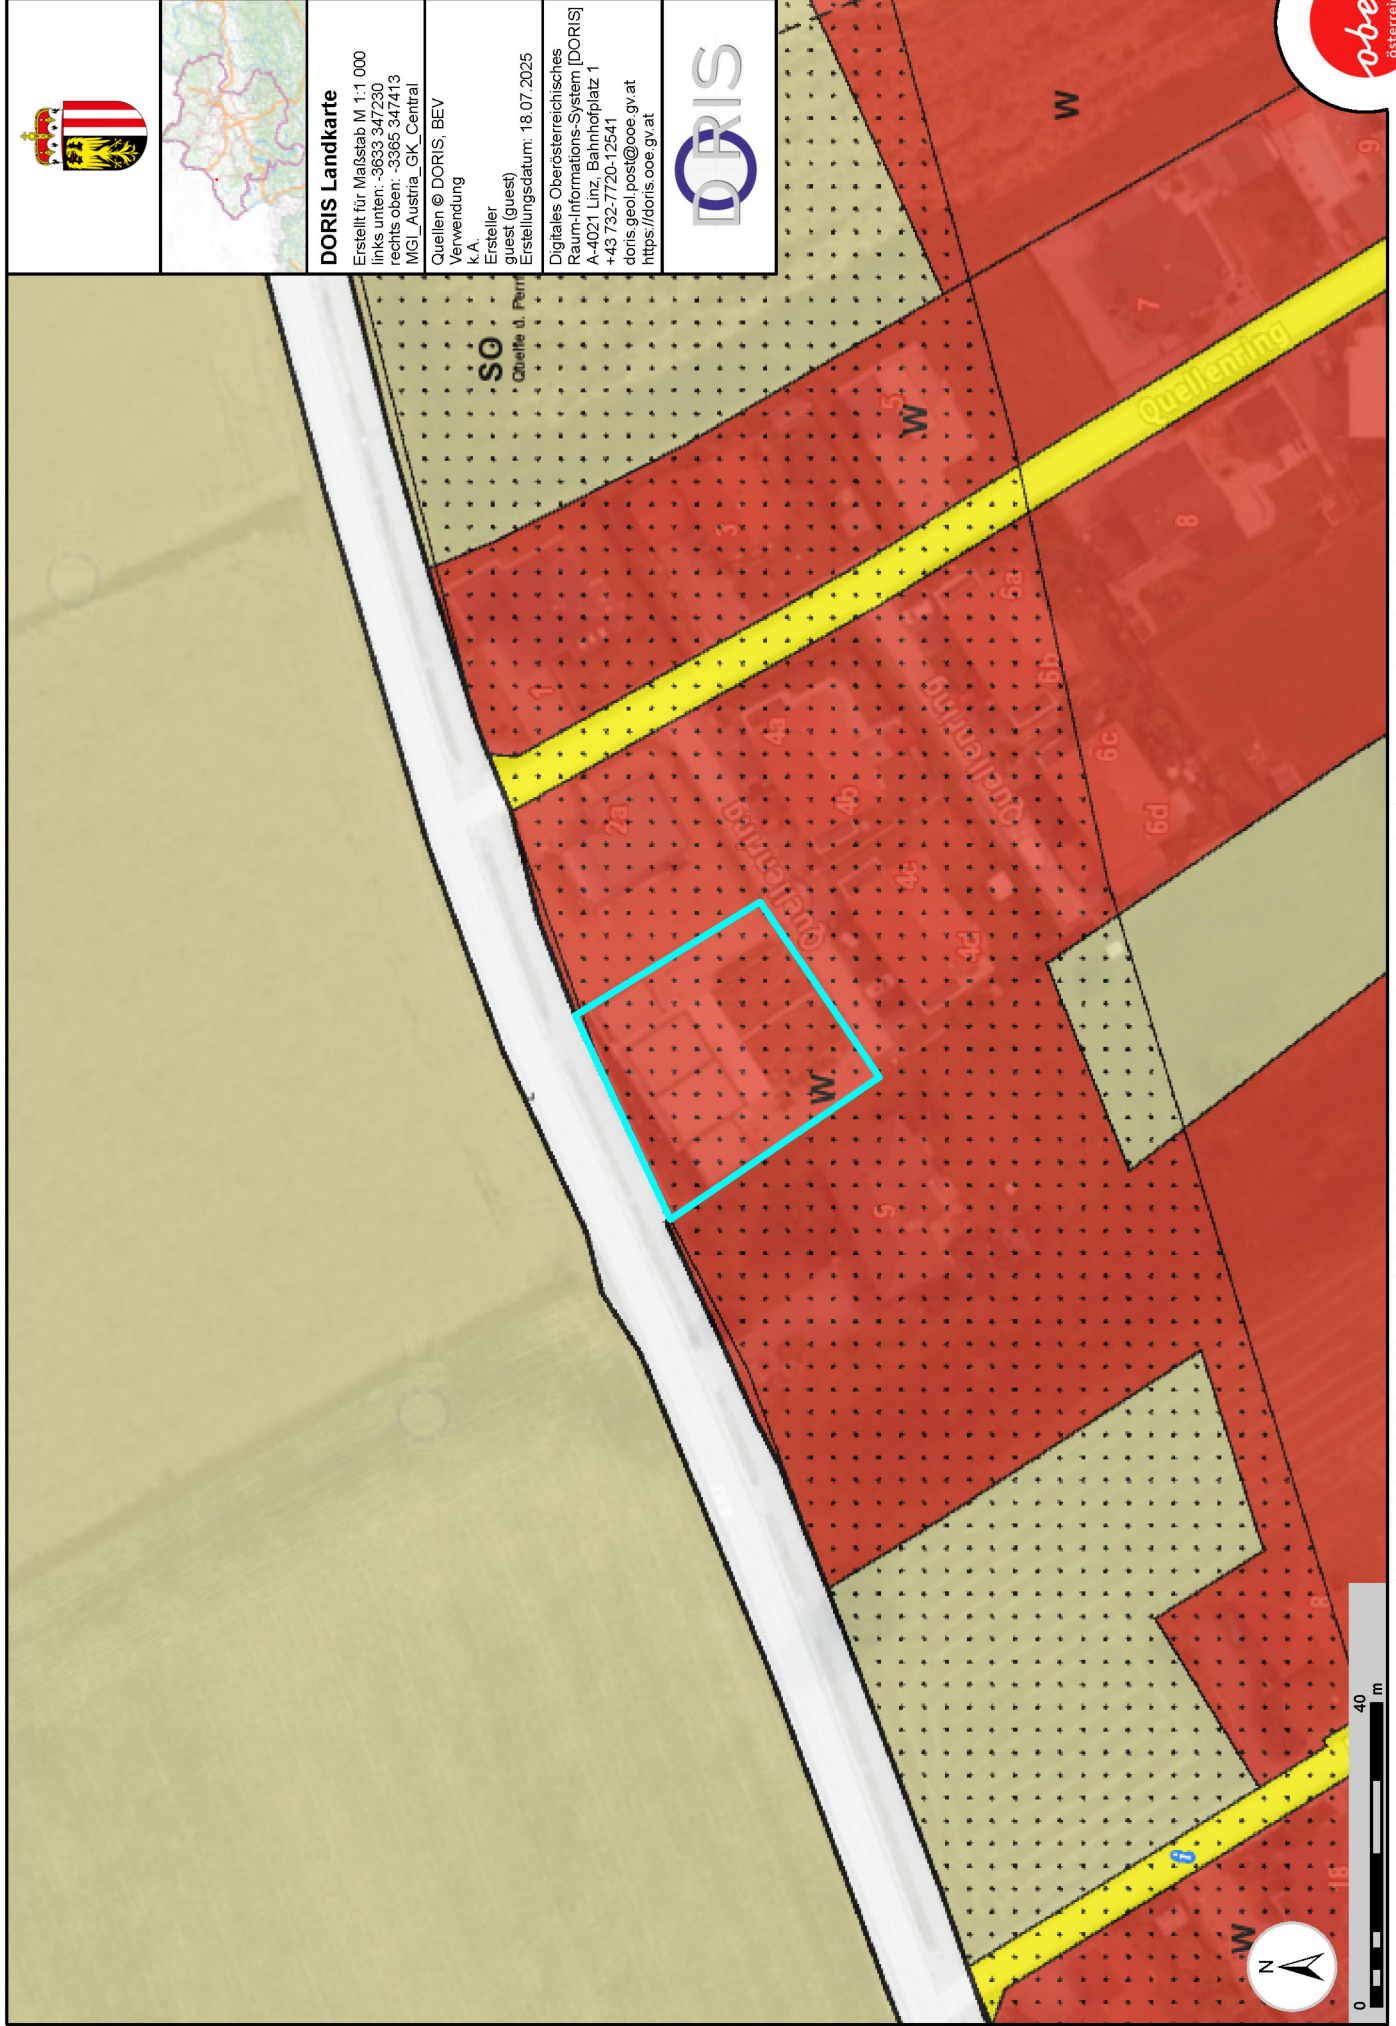 DORIS Landkarte
Erstellt für Maßstab M 1:1 000
links unten: -3633 347230
rechts oben: -3365 347413
MGI_Austria_GK_Central
Quellen © DORIS, BEV
Verwendung
k.A.
Ersteller
guest (guest)
Erstellungsdatum: 18.07.2025
Digitales Oberösterreichisches
Raum-Informations-System [DORIS]
A-4021 Linz, Bahnhofplatz 1
+43 732-7720-12541
doris.geol.post@ooe.gv.at
https://doris.ooe.gv.at
DORIS
SO
Quelle d.
W
W
W
W
Quellenring
Quellenring
Quellenring
1
2a
3
4a
4b
4c
4d
5
6a
6b
6c
6d
7
8
9
9
8
i
N
0
40
m